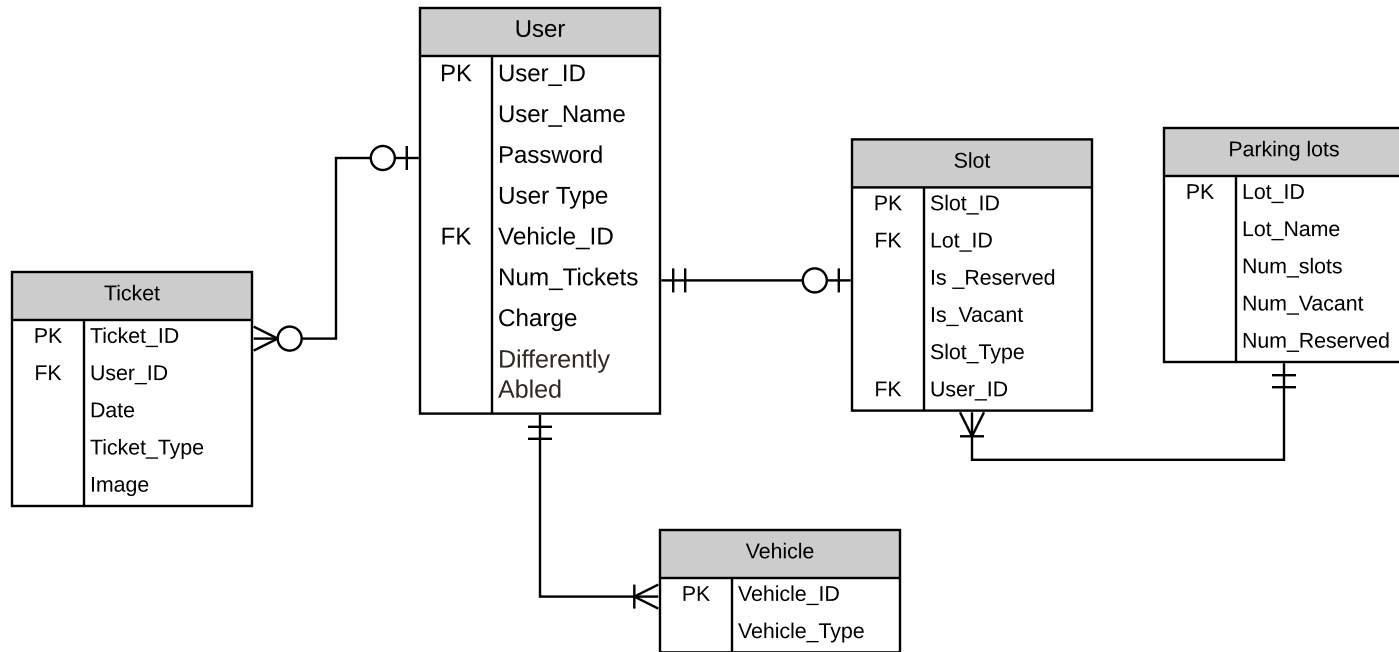 User
PK User_ID
User_Name
Password
User Type
FK Vehicle_ID
Num_Tickets
Charge
Differently
Abled
Ticket
PK Ticket_ID
FK User_ID
Date
Ticket_Type
Image
Slot
PK Slot_ID
FK Lot_ID
Is _Reserved
Is_Vacant
Slot_Type
FK User_ID
Parking lots
PK Lot_ID
Lot_Name
Num_slots
Num_Vacant
Num_Reserved
Vehicle
PK Vehicle_ID
Vehicle_Type